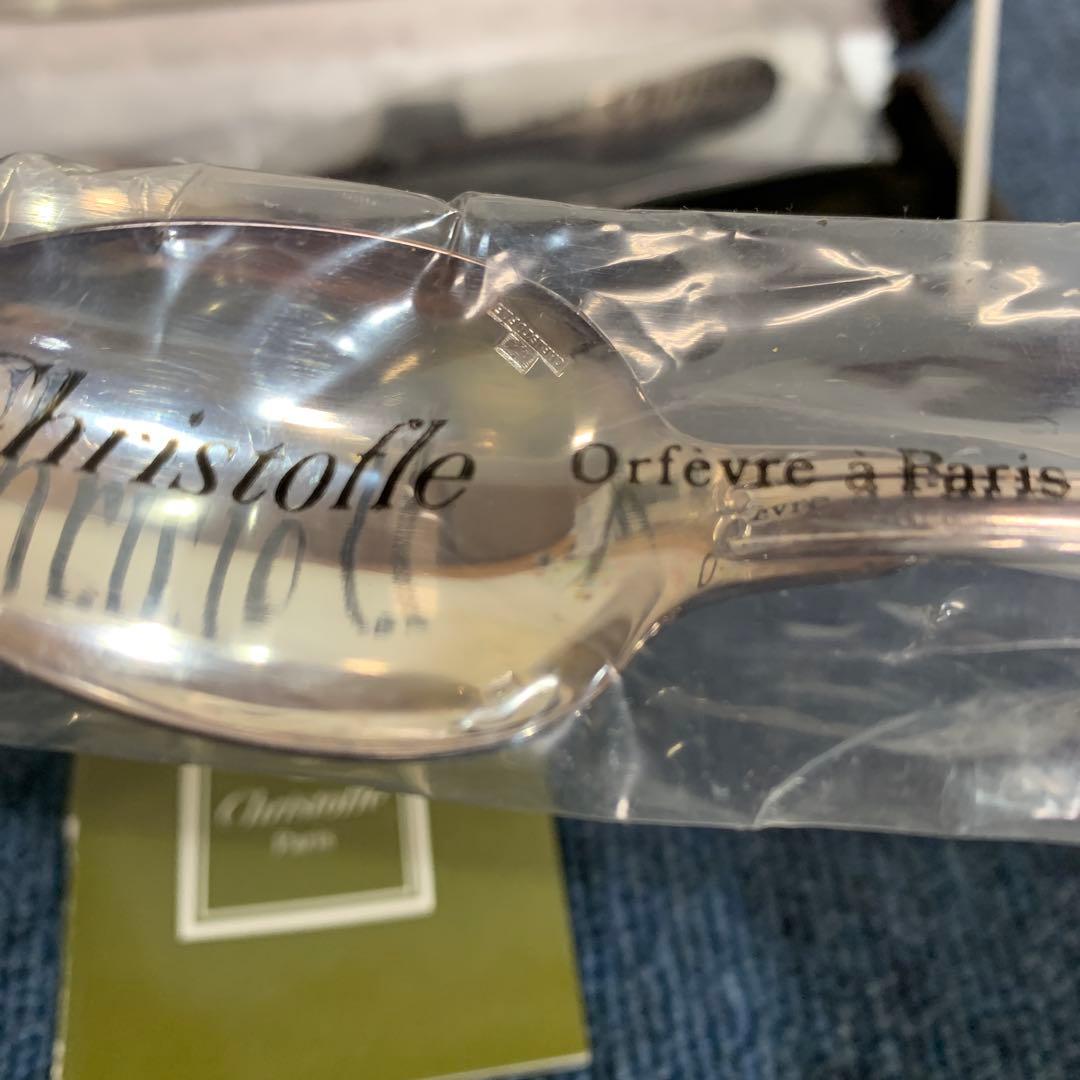 Christofle Orfèvre à Paris
Christofle
Paris